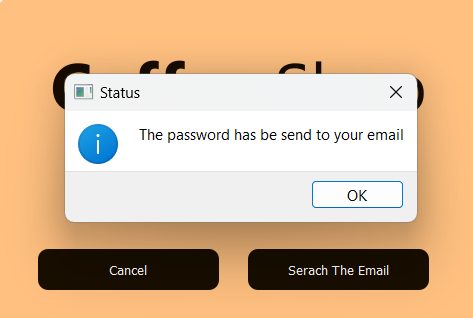 Status
The password has be send to your email
OK
Cancel
Serach The Email